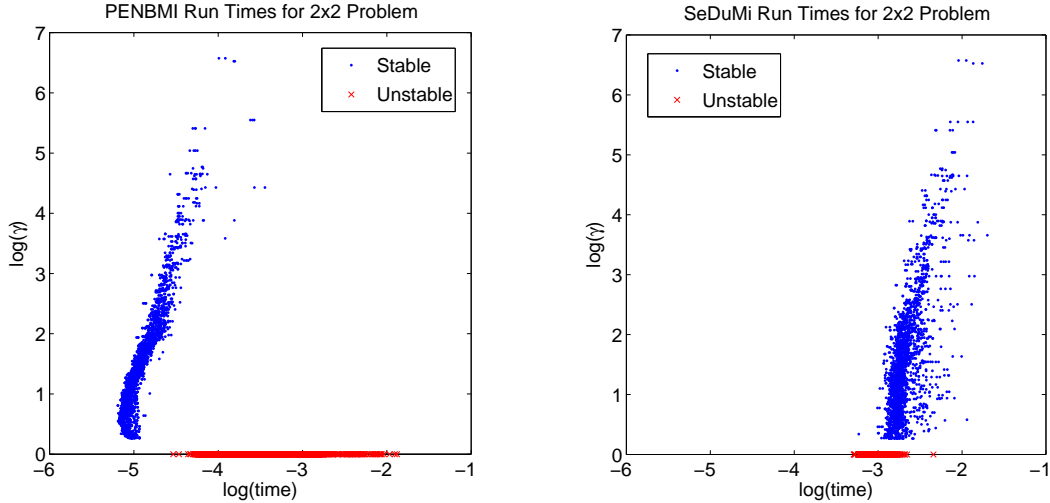 PENBMI Run Times for 2x2 Problem
7
6
5
4
3
2
1
0
log(γ)
Stable
Unstable
−6
−5
−4
−3
−2
−1
log(time)
SeDuMi Run Times for 2x2 Problem
7
6
5
4
3
2
1
0
log(γ)
Stable
Unstable
−6
−5
−4
−3
−2
−1
log(time)